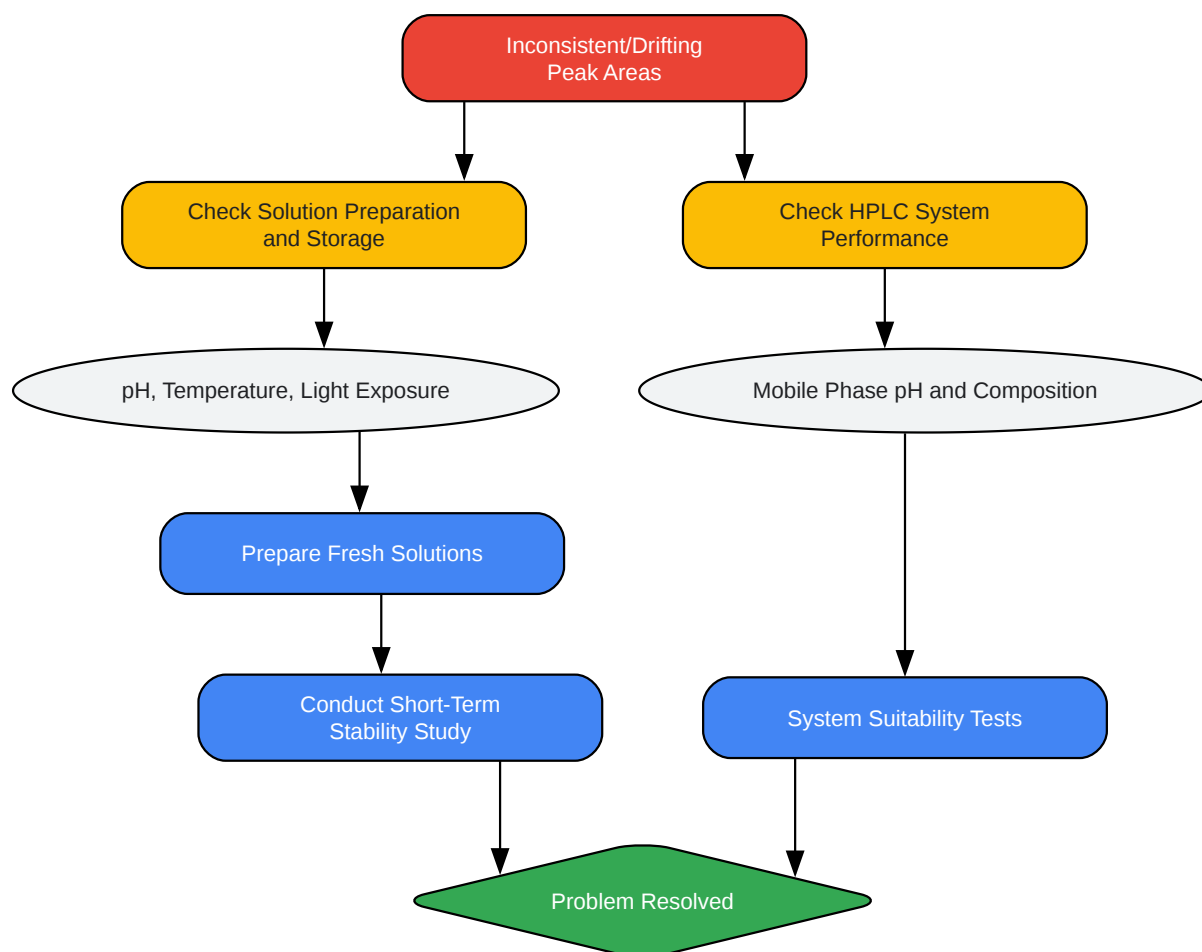 Inconsistent/Drifting
Peak Areas
Check Solution Preparation
and Storage
Check HPLC System
Performance
pH, Temperature, Light Exposure
Mobile Phase pH and Composition
Prepare Fresh Solutions
Conduct Short-Term
Stability Study
System Suitability Tests
Problem Resolved